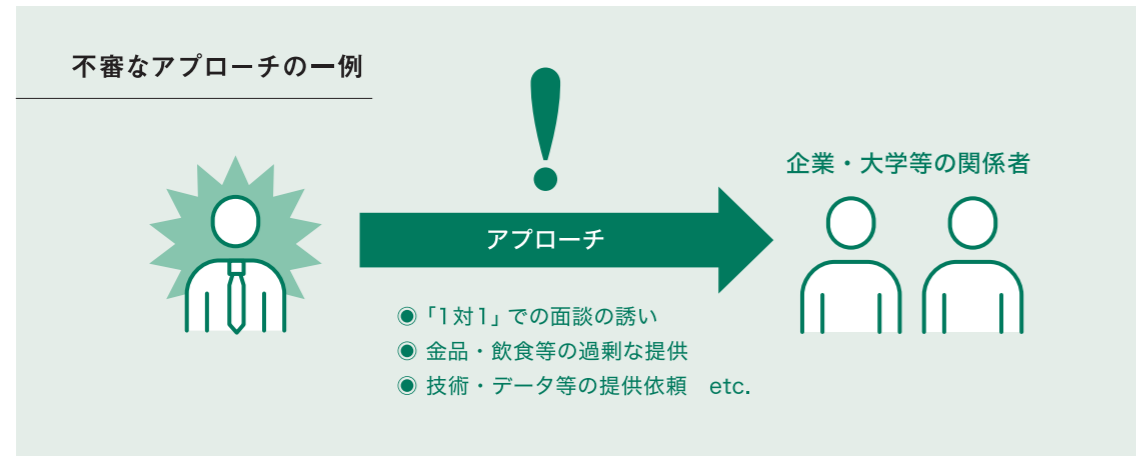 不審なアプローチの一例
!
企業・大学等の関係者
アプローチ
◉「1対1」での面談の誘い
◉ 金品・飲食等の過剰な提供
◉ 技術・データ等の提供依頼　etc.